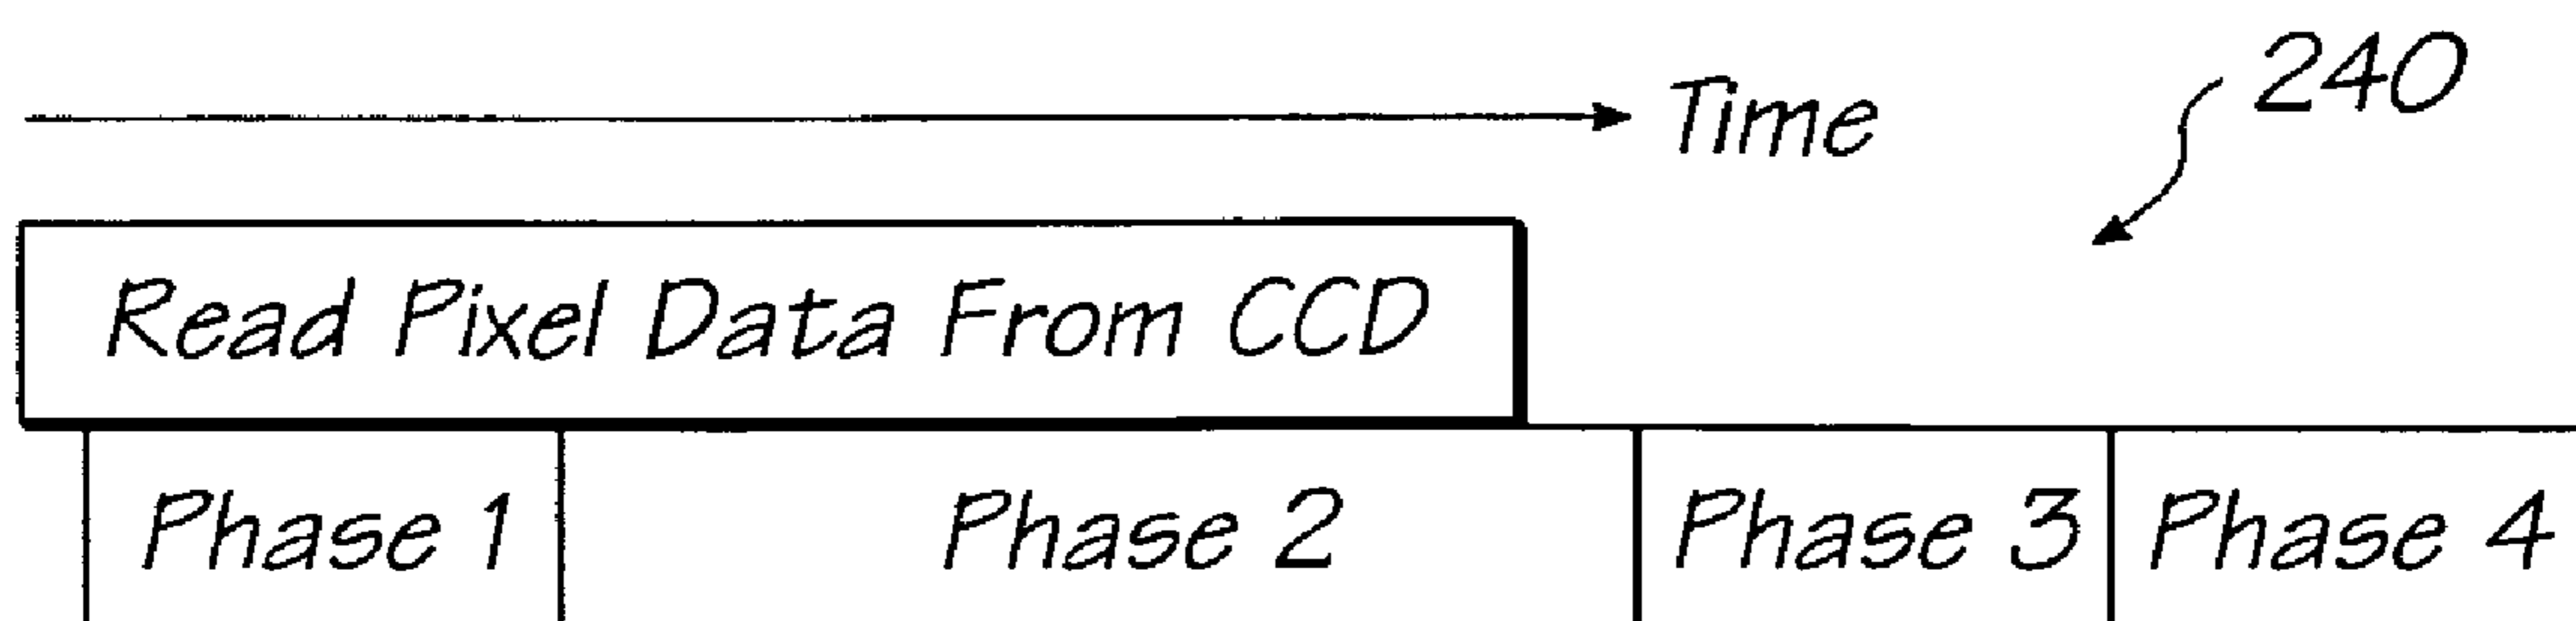 240
Time
Read Pixel Data From CCD
Phase 1 Phase 2 Phase 3 Phase 4